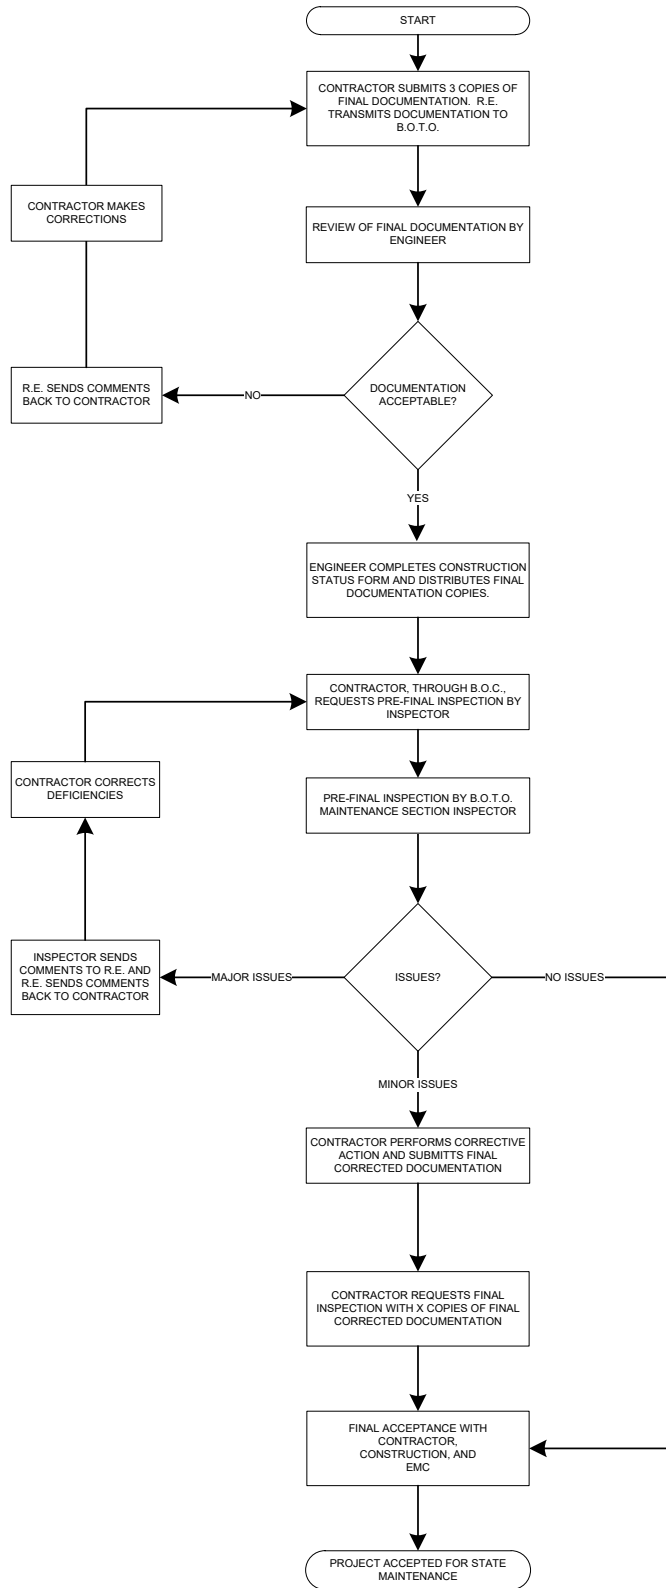 START
CONTRACTOR SUBMITS 3 COPIES OF
FINAL DOCUMENTATION. R.E.
TRANSMITS DOCUMENTATION TO
B.O.T.O.
CONTRACTOR MAKES
CORRECTIONS
REVIEW OF FINAL DOCUMENTATION BY
ENGINEER
R.E. SENDS COMMENTS
BACK TO CONTRACTOR
NO
DOCUMENTATION
ACCEPTABLE?
YES
ENGINEER COMPLETES CONSTRUCTION
STATUS FORM AND DISTRIBUTES FINAL
DOCUMENTATION COPIES.
CONTRACTOR, THROUGH B.O.C.,
REQUESTS PRE-FINAL INSPECTION BY
INSPECTOR
CONTRACTOR CORRECTS
DEFICIENCIES
PRE-FINAL INSPECTION BY B.O.T.O.
MAINTENANCE SECTION INSPECTOR
INSPECTOR SENDS
COMMENTS TO R.E. AND
R.E. SENDS COMMENTS
BACK TO CONTRACTOR
MAJOR ISSUES
ISSUES?
NO ISSUES
MINOR ISSUES
CONTRACTOR PERFORMS CORRECTIVE
ACTION AND SUBMITTS FINAL
CORRECTED DOCUMENTATION
CONTRACTOR REQUESTS FINAL
INSPECTION WITH X COPIES OF FINAL
CORRECTED DOCUMENTATION
FINAL ACCEPTANCE WITH
CONTRACTOR,
CONSTRUCTION, AND
EMC
PROJECT ACCEPTED FOR STATE
MAINTENANCE